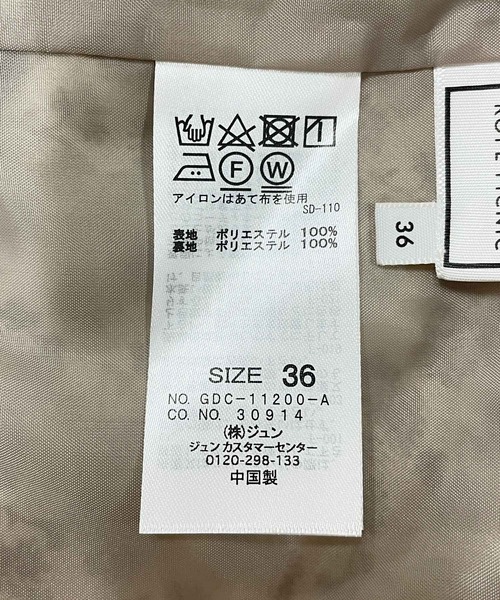 F W
アイロンはあて布を使用
SD-110
表地 ポリエステル 100%
裏地 ポリエステル 100%
SIZE 36
NO. GDC-11200-A
CO. NO. 30914
(株)ジュン
ジュン カスタマーセンター
0120-298-133
中国製
36